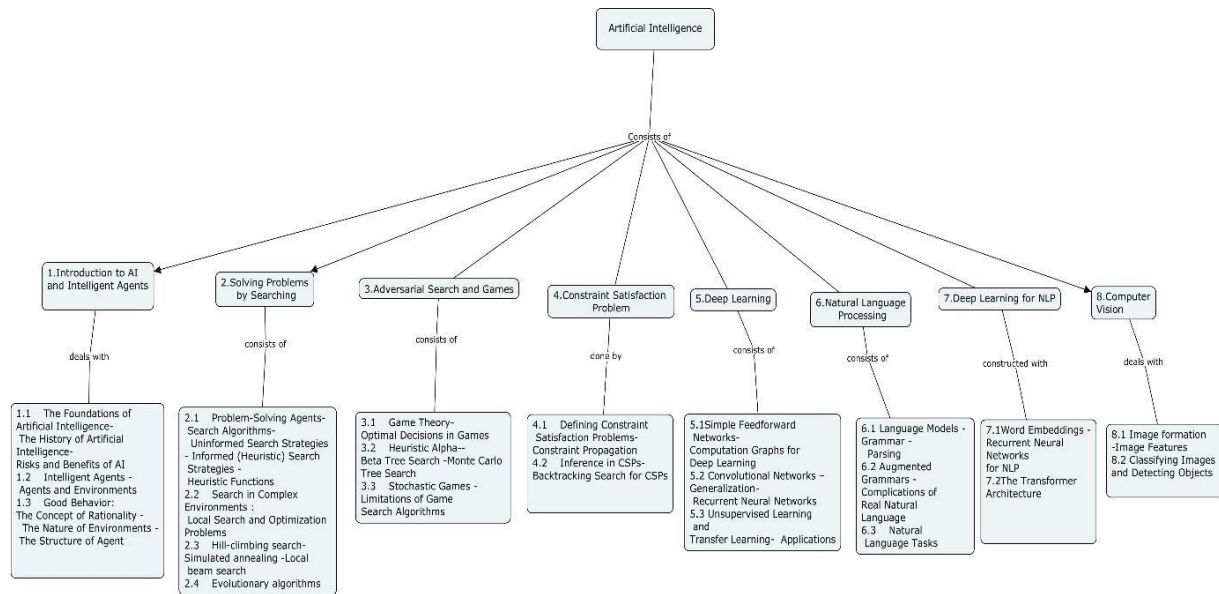 Artificial Intelligence
Consists of
1.Introduction to AI
and Intelligent Agents
2.Solving Problems
by Searching
3.Adversarial Search and Games
4.Constraint Satisfaction
Problem
5.Deep Learning
6.Natural Language
Processing
7.Deep Learning for NLP
8.Computer
Vision
deals with
consists of
consists of
done by
consists of
consists of
constructed with
deals with
1.1 The Foundations of
Artificial Intelligence-
The History of Artificial
Intelligence-
Risks and Benefits of AI
1.2 Intelligent Agents -
Agents and Environments
1.3 Good Behavior:
The Concept of Rationality -
The Nature of Environments -
The Structure of Agent
2.1 Problem-Solving Agents-
Search Algorithms-
Uninformed Search Strategies
- Informed (Heuristic) Search
Strategies -
Heuristic Functions
2.2 Search in Complex
Environments :
Local Search and Optimization
Problems
2.3 Hill-climbing search-
Simulated annealing -Local
beam search
2.4 Evolutionary algorithms
3.1 Game Theory-
Optimal Decisions in Games
3.2 Heuristic Alpha--
Beta Tree Search -Monte Carlo
Tree Search
3.3 Stochastic Games -
Limitations of Game
Search Algorithms
4.1 Defining Constraint
Satisfaction Problems-
Constraint Propagation
4.2 Inference in CSPs-
Backtracking Search for CSPs
5.1Simple Feedforward
Networks-
Computation Graphs for
Deep Learning
5.2 Convolutional Networks –
Generalization-
Recurrent Neural Networks
5.3 Unsupervised Learning
and
Transfer Learning- Applications
6.1 Language Models -
Grammar -
Parsing
6.2 Augmented
Grammars -
Complications of
Real Natural
Language
6.3 Natural
Language Tasks
7.1Word Embeddings -
Recurrent Neural
Networks
for NLP
7.2The Transformer
Architecture
8.1 Image formation
-Image Features
8.2 Classifying Images
and Detecting Objects